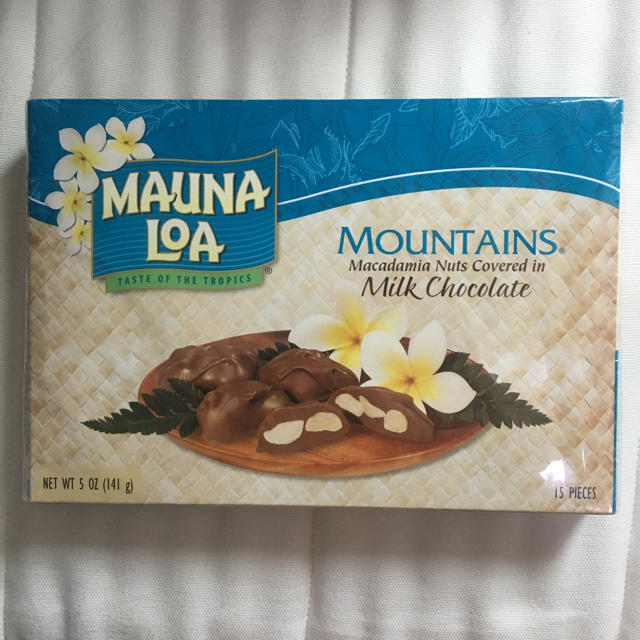 MAUNA
LOA
®
TASTE OF THE TROPICS
MOUNTAINS®
Macadamia Nuts Covered in
Milk Chocolate
NET WT 5 OZ (141 g)
15 PIECES